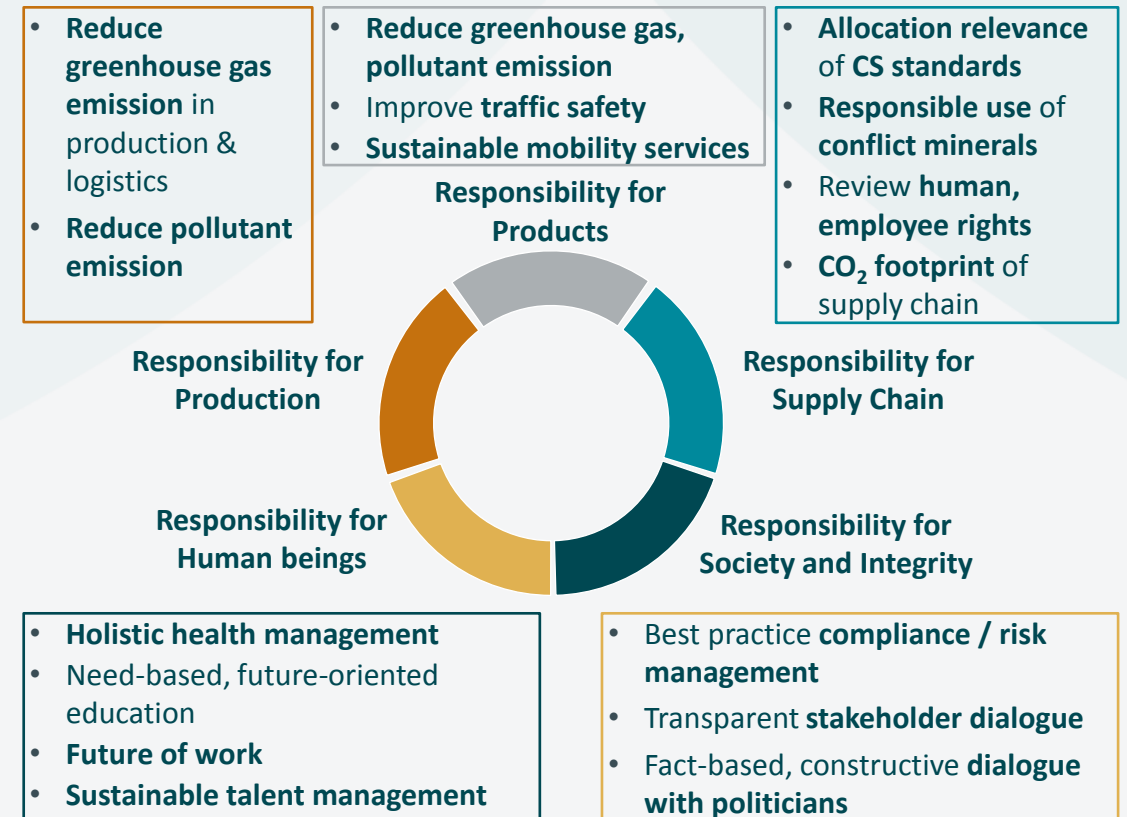 • Reduce
greenhouse gas
emission in
production &
logistics
• Reduce pollutant
emission
• Reduce greenhouse gas,
pollutant emission
• Improve traffic safety
• Sustainable mobility services
• Allocation relevance
of CS standards
• Responsible use of
conflict minerals
• Review human,
employee rights
• CO₂ footprint of
supply chain
Responsibility for
Products
Responsibility for
Production
Responsibility for
Supply Chain
Responsibility for
Human beings
Responsibility for
Society and Integrity
• Holistic health management
• Need-based, future-oriented
education
• Future of work
• Sustainable talent management
• Best practice compliance / risk
management
• Transparent stakeholder dialogue
• Fact-based, constructive dialogue
with politicians